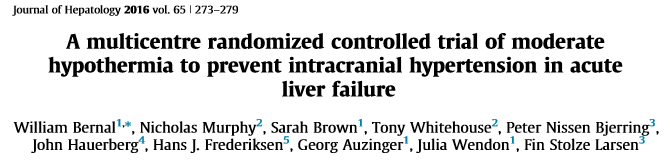 Journal of Hepatology 2016 vol. 65 | 273–279
A multicentre randomized controlled trial of moderate
hypothermia to prevent intracranial hypertension in acute
liver failure
William Bernal1,*, Nicholas Murphy2, Sarah Brown1, Tony Whitehouse2, Peter Nissen Bjerring3,
John Hauerberg4, Hans J. Frederiksen5, Georg Auzinger1, Julia Wendon1, Fin Stolze Larsen3